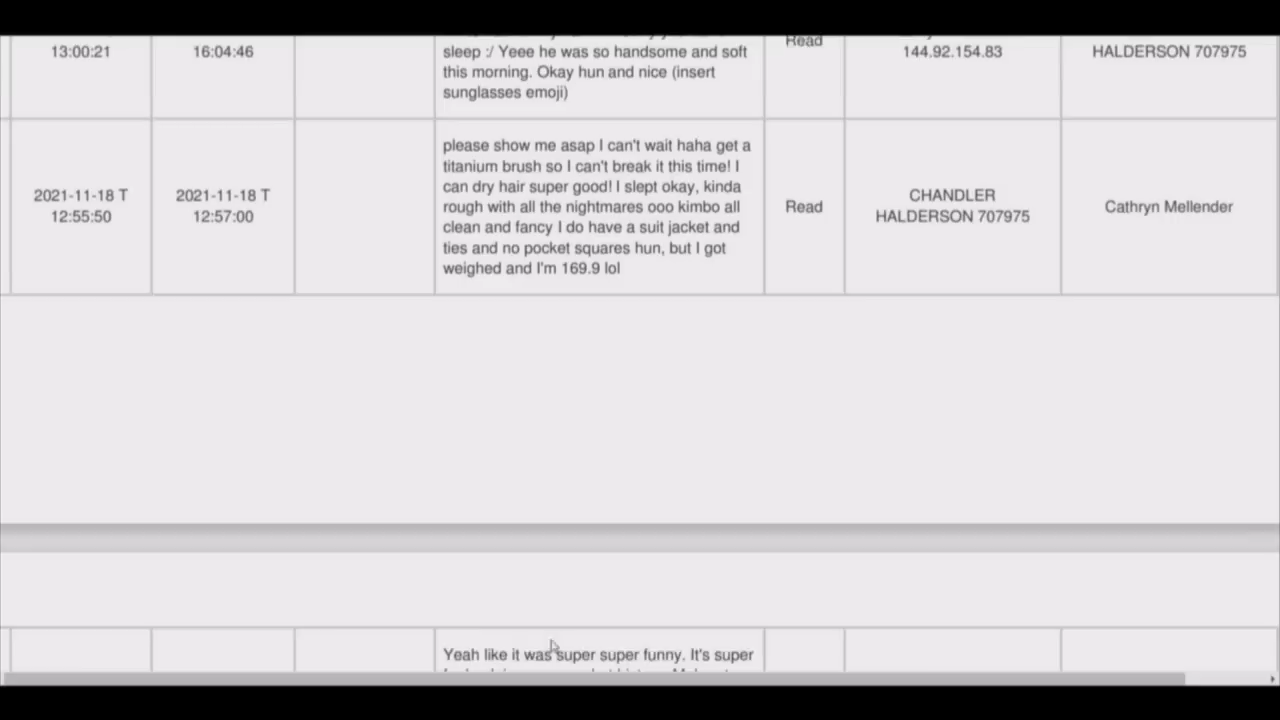 13:00:21
16:04:46
sleep :/ Yeee he was so handsome and soft
this morning. Okay hun and nice (insert
sunglasses emoji)
Read
144.92.154.83
HALDERSON 707975
2021-11-18 T
12:55:50
2021-11-18 T
12:57:00
please show me asap I can't wait haha get a
titanium brush so I can't break it this time! I
can dry hair super good! I slept okay, kinda
rough with all the nightmares ooo kimbo all
clean and fancy I do have a suit jacket and
ties and no pocket squares hun, but I got
weighed and I'm 169.9 lol
Read
CHANDLER
HALDERSON 707975
Cathryn Mellender
Yeah like it was super super funny. It's super